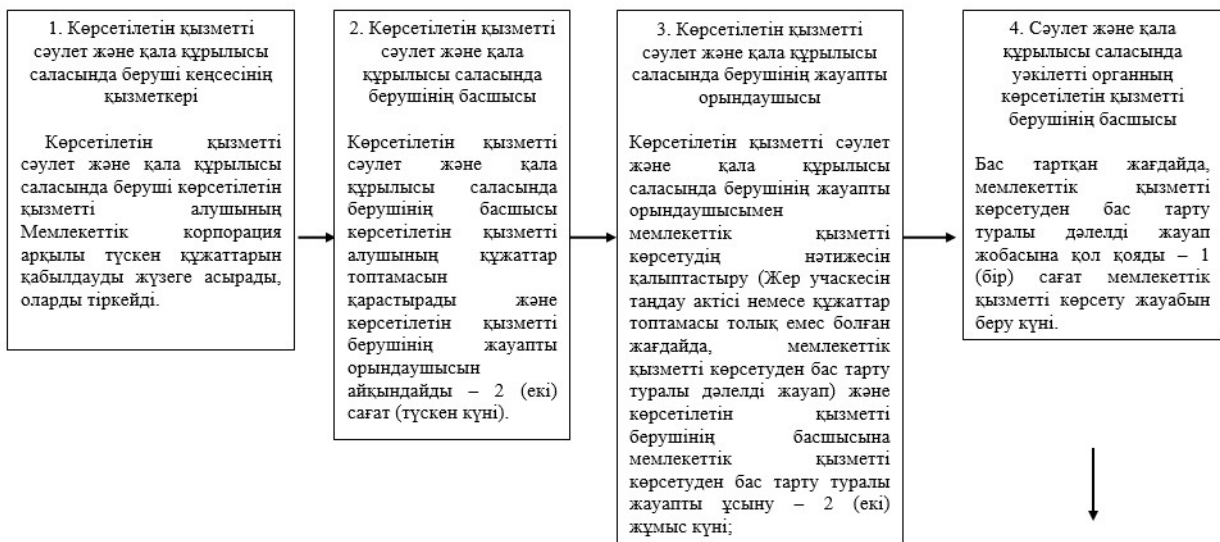 1. Көрсетілетін қызметті
сәулет және қала құрылысы
саласында беруші кеңсесінің
қызметкері
Көрсетілетін қызметті
сәулет және қала құрылысы
саласында беруші көрсетілетін
қызметті алушының
Мемлекеттік корпорация
арқылы түскен құжаттарын
қабылдауды жүзеге асырады,
оларды тіркейді.
2. Көрсетілетін қызметті
сәулет және қала
құрылысы саласында
берушінің басшысы
Көрсетілетін қызметті
сәулет және қала
құрылысы саласында
берушінің басшысы
көрсетілетін қызметті
алушының құжаттар
топтамасын
қарастырады және
көрсетілетін қызметті
берушінің жауапты
орындаушысын
айқындайды – 2 (екі)
сағат (түскен күні).
3. Көрсетілетін қызметті
сәулет және қала құрылысы
саласында берушінің жауапты
орындаушысы
Көрсетілетін қызметті сәулет
және қала құрылысы
саласында берушінің жауапты
орындаушысымен
мемлекеттік қызметті
көрсетудің нәтижесін
қалыптастыру (Жер учаскесін
таңдау актісі немесе құжаттар
топтамасы толық емес болған
жағдайда, мемлекеттік
қызметті көрсетуден бас тарту
туралы дәлелді жауап) және
көрсетілетін қызметті
берушінің басшысына
мемлекеттік қызметті
көрсетуден бас тарту туралы
жауапты ұсыну – 2 (екі)
жұмыс күні;
4. Сәулет және қала
құрылысы саласында
уәкілетті органның
көрсетілетін қызметті
берушінің басшысы
Бас тартқан жағдайда,
мемлекеттік қызметті
көрсетуден бас тарту
туралы дәлелді жауап
жобасына қол қояды – 1
(бір) сағат мемлекеттік
қызметті көрсету жауабын
беру күні.